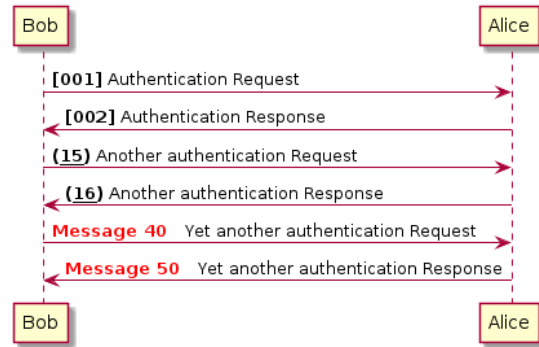 Bob Alice
[001] Authentication Request
[002] Authentication Response
(15) Another authentication Request
(16) Another authentication Response
Message 40 Yet another authentication Request
Message 50 Yet another authentication Response
Bob Alice